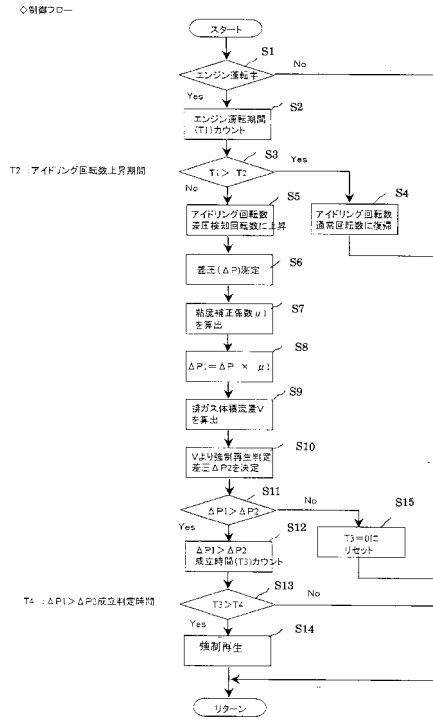 ◇制御フロー
スタート
S1
エンジン運転中
No
Yes
S2
エンジン運転期間
(T1)カウント
S3
T2 :アイドリング回転数上昇期間
T1> T2
Yes
No
S4
S5
アイドリング回転数
差圧検知回転数に上昇
アイドリング回転数
通常回転数に復帰
S6
差圧(ΔP)測定
S7
粘度補正係数μ1
を算出
S8
ΔP1=ΔP × μ1
S9
排ガス体積流量V
を算出
S10
Vより強制再生判定
差圧ΔP2を決定
S11
ΔP1>ΔP2
No
S15
Yes
S12
T3=0に
リセット
ΔP1>ΔP2
成立時間(T3)カウント
S13
T4 :ΔP1>ΔP2成立判定時間
T3>T4
No
Yes
S14
強制再生
リターン